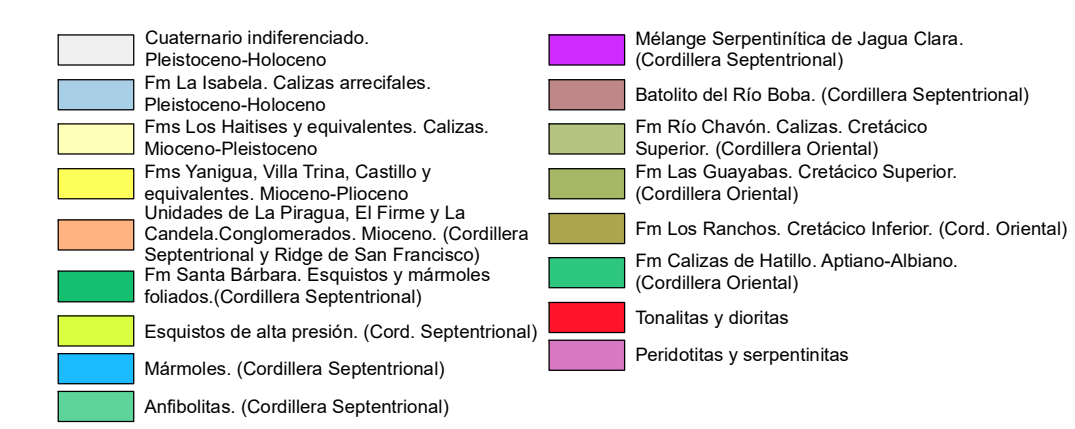 Cuaternario indiferenciado.
Pleistoceno-Holoceno
Fm La Isabela. Calizas arrecifales.
Pleistoceno-Holoceno
Fms Los Haitises y equivalentes. Calizas.
Mioceno-Pleistoceno
Fms Yanigua, Villa Trina, Castillo y
equivalentes. Mioceno-Plioceno
Unidades de La Piragua, El Firme y La
Candela.Conglomerados. Mioceno. (Cordillera
Septentrional y Ridge de San Francisco)
Fm Santa Bárbara. Esquistos y mármoles
foliados.(Cordillera Septentrional)
Esquistos de alta presión. (Cord. Septentrional)
Mármoles. (Cordillera Septentrional)
Anfibolitas. (Cordillera Septentrional)
Mélange Serpentinítica de Jagua Clara.
(Cordillera Septentrional)
Batolito del Río Boba. (Cordillera Septentrional)
Fm Río Chavón. Calizas. Cretácico
Superior. (Cordillera Oriental)
Fm Las Guayabas. Cretácico Superior.
(Cordillera Oriental)
Fm Los Ranchos. Cretácico Inferior. (Cord. Oriental)
Fm Calizas de Hatillo. Aptiano-Albiano.
(Cordillera Oriental)
Tonalitas y dioritas
Peridotitas y serpentinitas